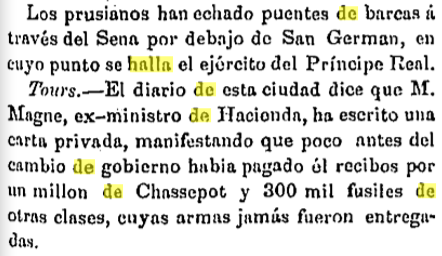 Los prusianos han echado puentes de barcas á
través del Sena por debajo de San German, en
cuyo punto se halla el ejército del Príncipe Real.
Tours.—El diario de esta ciudad dice que M.
Magne, ex-ministro de Hacienda, ha escrito una
carta privada, manifestando que poco antes del
cambio de gobierno habia pagado él recibos por
un millon de Chassepot y 300 mil fusiles de
otras clases, cuyas armas jamás fueron entrega-
das.